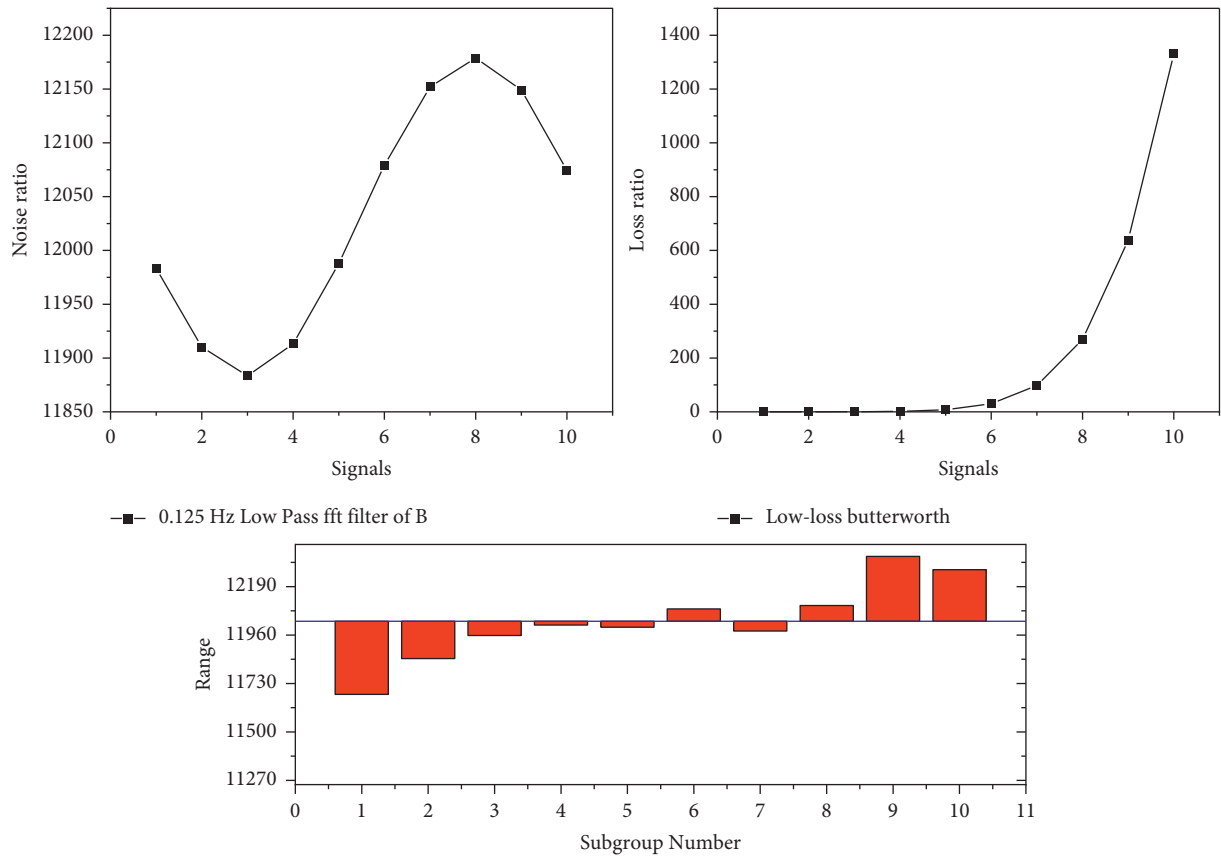 Noise ratio
12200
12150
12100
12050
12000
11950
11900
11850
0 2 4 6 8 10
Signals
0.125 Hz Low Pass fft filter of B
Loss ratio
1400
1200
1000
800
600
400
200
0
0 2 4 6 8 10
Signals
Low-loss butterworth
Range
12190
11960
11730
11500
11270
0 1 2 3 4 5 6 7 8 9 10 11
Subgroup Number